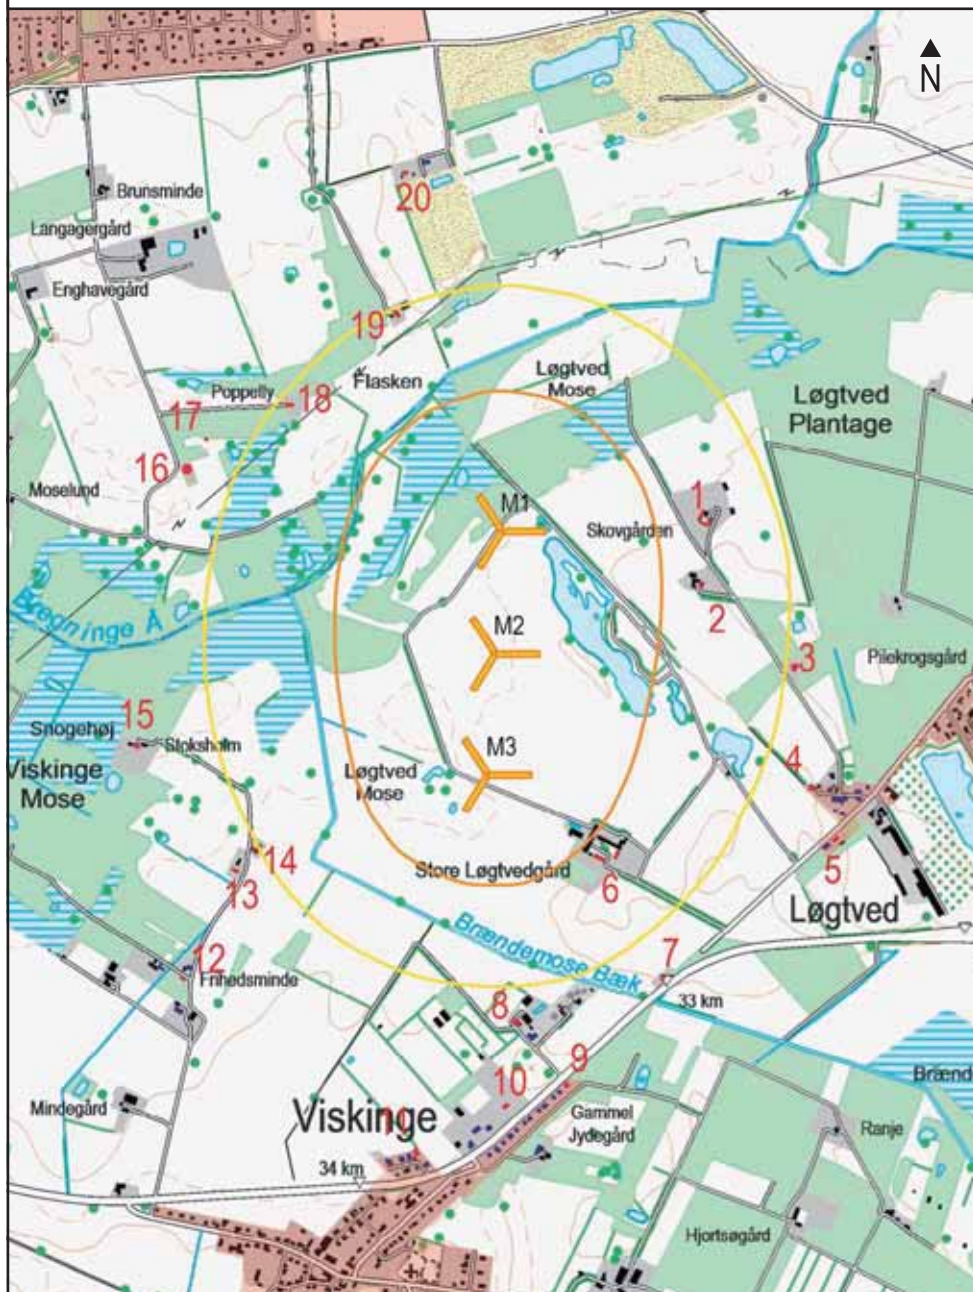 N
Brunsminde
20
Langagergård
Enghavegård
19
Poppelly
18
Flasken
Løgtved
Mose
17
Løgtved
Plantage
16
Moselund
M1
1
Skovgården
2
M2
Bregninge Å
3
Pilekrogsgård
15
Snogehøj
Stoksholm
Viskinge
Mose
M3
Løgtved
Mose
4
14
13
Store Løgtvedgård
6
5
Løgtved
12
Frihedsminde
Brændemose Bæk
7
33 km
8
9
10
Mindegård
Viskinge
Gammel
Jydegård
Brænde
Ranje
34 km
Hjortsøgård